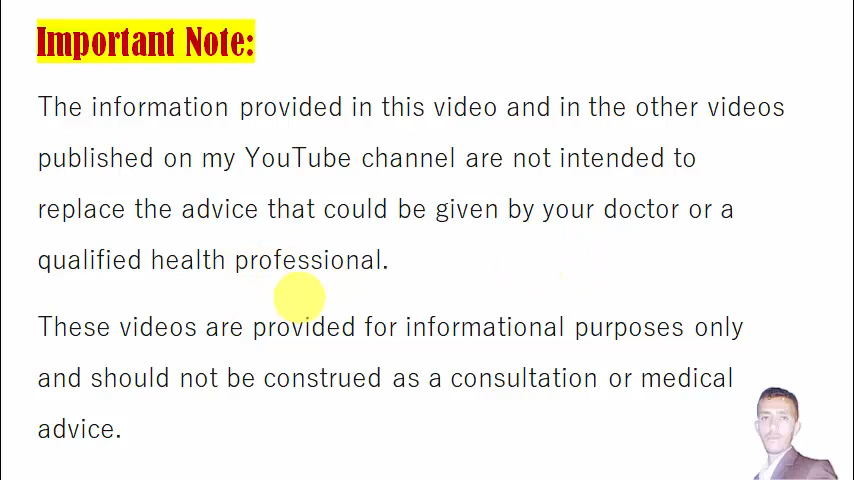 Important Note:
The information provided in this video and in the other videos
published on my YouTube channel are not intended to
replace the advice that could be given by your doctor or a
qualified health professional.
These videos are provided for informational purposes only
and should not be construed as a consultation or medical
advice.